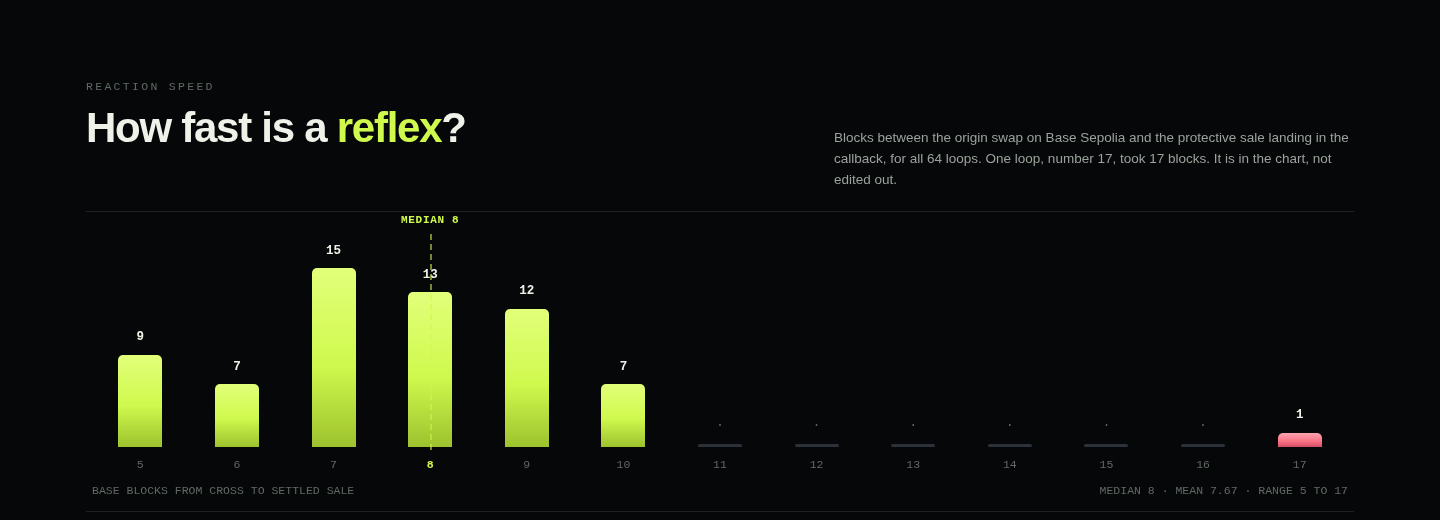 REACTION SPEED
How fast is a reflex?
Blocks between the origin swap on Base Sepolia and the protective sale landing in the
callback, for all 64 loops. One loop, number 17, took 17 blocks. It is in the chart, not
edited out.
MEDIAN 8
9 7 15 13 12 7 · · · · · · 1
5 6 7 8 9 10 11 12 13 14 15 16 17
BASE BLOCKS FROM CROSS TO SETTLED SALE
MEDIAN 8 · MEAN 7.67 · RANGE 5 TO 17